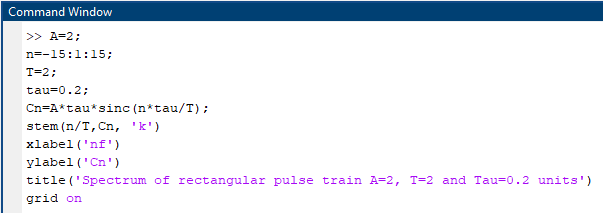 Command Window
>> A=2;
n=-15:1:15;
T=2;
tau=0.2;
Cn=A*tau*sinc(n*tau/T);
stem(n/T,Cn, 'k')
xlabel('nf')
ylabel('Cn')
title('Spectrum of rectangular pulse train A=2, T=2 and Tau=0.2 units')
grid on